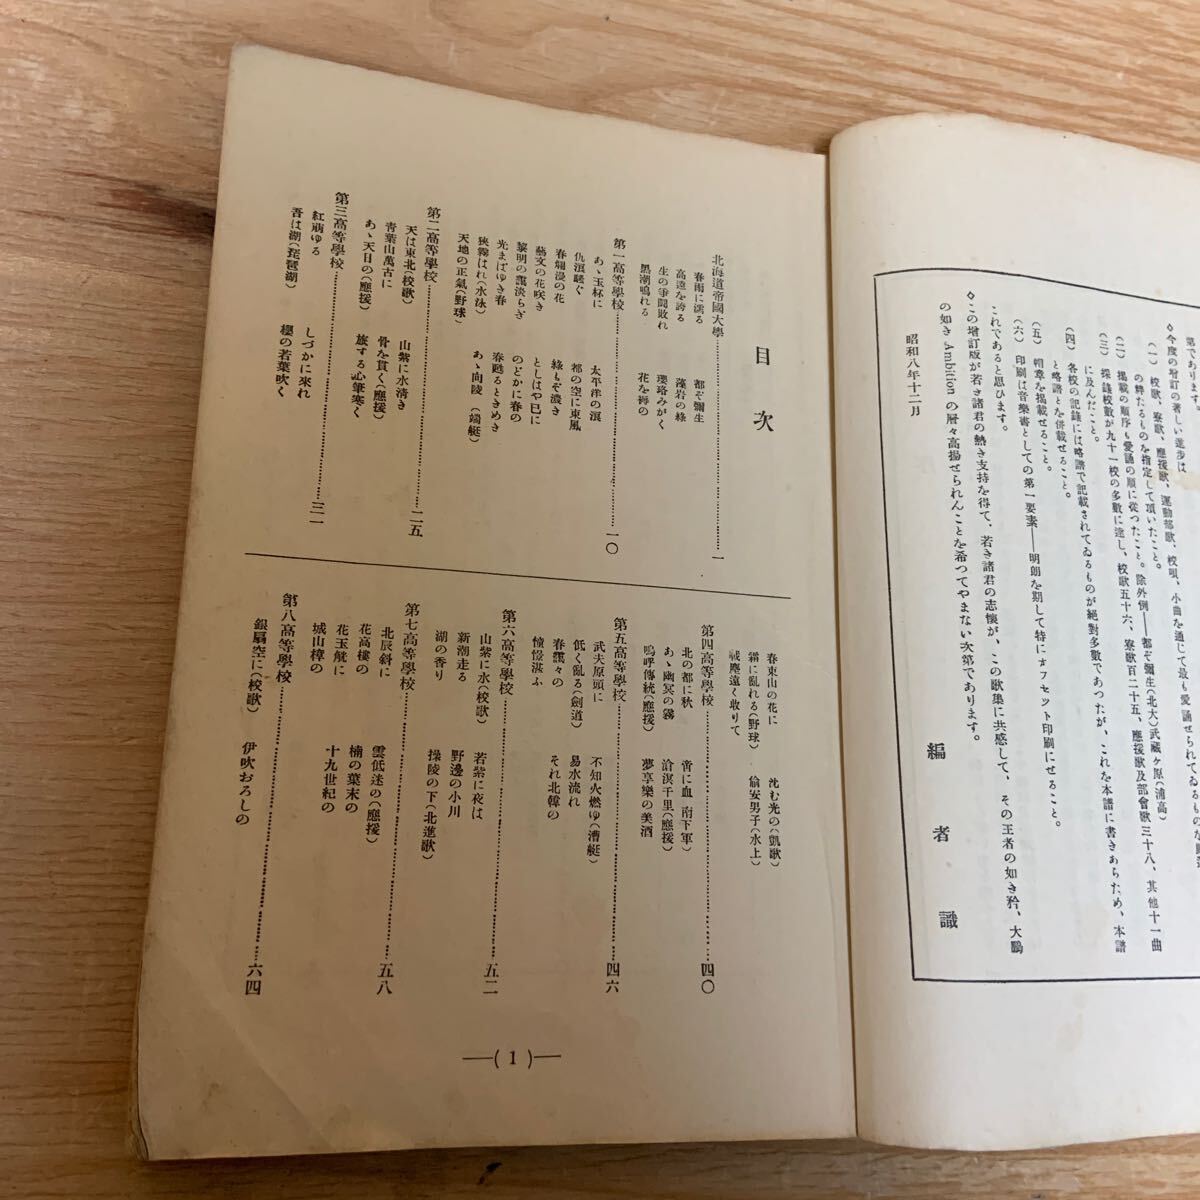 第であります。
◇今度の增訂の著しい進歩は
(一) 校歌、寮歌、應援歌、運動部歌、校唄、小曲を通じて最も愛誦せられてゐるもの
の粹たるものを指定して頂いたこと。
(二) 揭載の順序も愛誦の順に從つたこと。除外例――都ぞ彌生(北大)武藏ヶ原(浦高)
(三) 採錄校數が九十一校の多數に達し、校歌五十六、寮歌百二十五、應援歌及部會歌三十八、其他十一曲
に及んだこと。
(四) 各校の記錄には略譜で記載されてゐるものが絕對多數であつたが、これを本譜に書きあらため、本譜
と略譜とを併載せること。
(五) 帽章を揭載せること。
(六) 印刷は音樂書としての第一要素――明朗を期して特にオフセット印刷にせること。
これであると思ひます。
◇この增訂版が若き諸君の熱き支持を得て、若き諸君の志懷が、この歌集に共感して、その王者の如き矜、大鵬
の如き Ambition の層々高揚せられんことを希つてやまない次第であります。
昭和八年十二月
編者識
目次
北海道帝國大學……一
春雨に濡る 都ぞ彌生
高遠を誇る 藻岩の綠
生の爭鬪敗れ 瓔珞みがく
黑潮鳴れる 花を褥の
第一高等學校……一〇
あゝ玉杯に 太平洋の濵
仇浪騷ぐ 都の空に東風
春爛漫の花 綠もぞ濃き
藝文の花咲き としはや已に
黎明の靄淡らぎ のどかに春の
光まばゆき春 春甦るときめき
狹霧はれ(水泳) あゝ向陵(端艇)
天地の正氣(野球)
第二高等學校……二五
天は東北(校歌) 山紫に水淸き
靑葉山萬古に 骨を貫く(應援)
あゝ天日の(應援) 旅する心筆寒く
第三高等學校……三一
紅萠ゆる しづかに來れ
吾は湖(琵琶湖) 櫻の若葉吹く
春東山の花に 沈む光の(凱歌)
霜に亂れる(野球) 偸安男子(水上)
戰塵遠く收りて
第四高等學校……四〇
北の都に秋 胷に血 南下軍
あゝ幽冥の霧 洽溟千里(應援)
嗚呼傳統(應援) 夢享樂の美酒
第五高等學校……四六
武夫原頭に 不知火燃ゆ(漕艇)
低く亂る(劍道) 易水流れ
春靄々の それ北韓の
憧憬湛ふ
第六高等學校……五二
山紫に水(校歌) 若紫に夜は
新潮走る 野邊の小川
湖の香り 操陵の下(北進歌)
第七高等學校……五八
北辰斜に 雲低迷の(應援)
花高樓の 楠の葉末の
花玉觥に 十九世紀の
城山樟の
第八高等學校……六四
銀扇空に(校歌) 伊吹おろしの
―(1)―